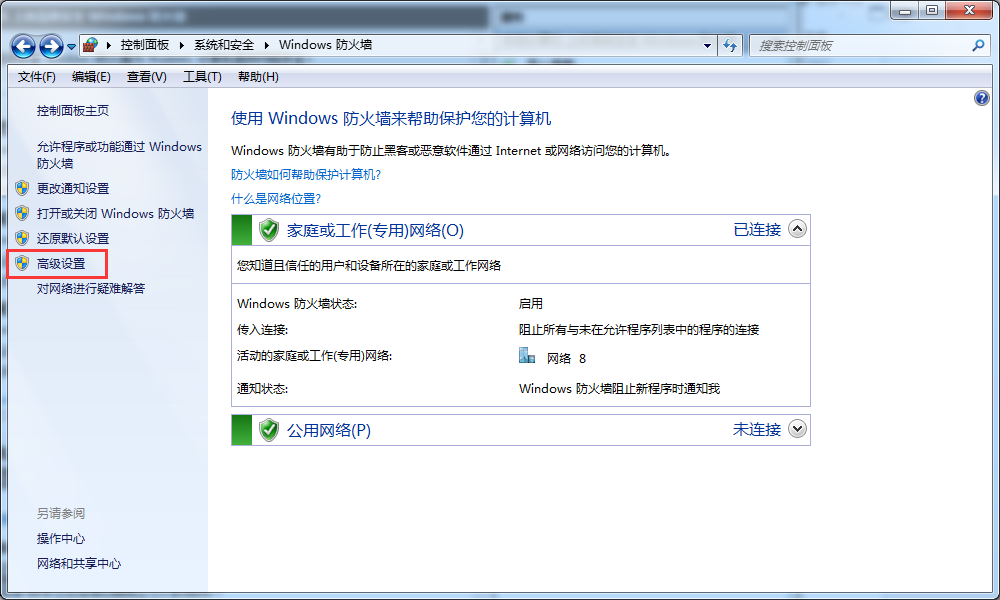 控制面板 系统和安全 Windows 防火墙
搜索控制面板
文件(F) 编辑(E) 查看(V) 工具(T) 帮助(H)
控制面板主页
允许程序或功能通过 Windows
防火墙
更改通知设置
打开或关闭 Windows 防火墙
还原默认设置
高级设置
对网络进行疑难解答
另请参阅
操作中心
网络和共享中心
使用 Windows 防火墙来帮助保护您的计算机
Windows 防火墙有助于防止黑客或恶意软件通过 Internet 或网络访问您的计算机。
防火墙如何帮助保护计算机?
什么是网络位置?
家庭或工作(专用)网络(O) 已连接
您知道且信任的用户和设备所在的家庭或工作网络
Windows 防火墙状态: 启用
传入连接: 阻止所有与未在允许程序列表中的程序的连接
活动的家庭或工作(专用)网络: 网络 8
通知状态: Windows 防火墙阻止新程序时通知我
公用网络(P) 未连接